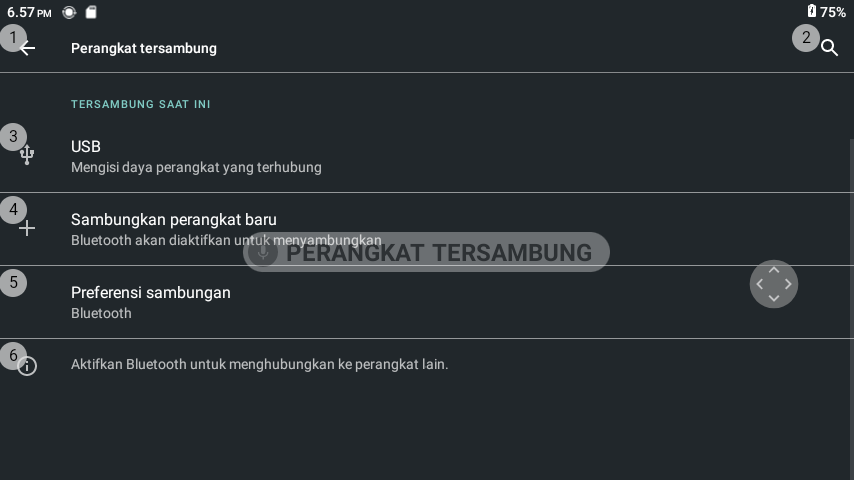 6.57 PM
75%
1
Perangkat tersambung
2
TERSAMBUNG SAAT INI
3
USB
Mengisi daya perangkat yang terhubung
4
Sambungkan perangkat baru
Bluetooth akan diaktifkan untuk menyambungkan
PERANGKAT TERSAMBUNG
5
Preferensi sambungan
Bluetooth
6
Aktifkan Bluetooth untuk menghubungkan ke perangkat lain.